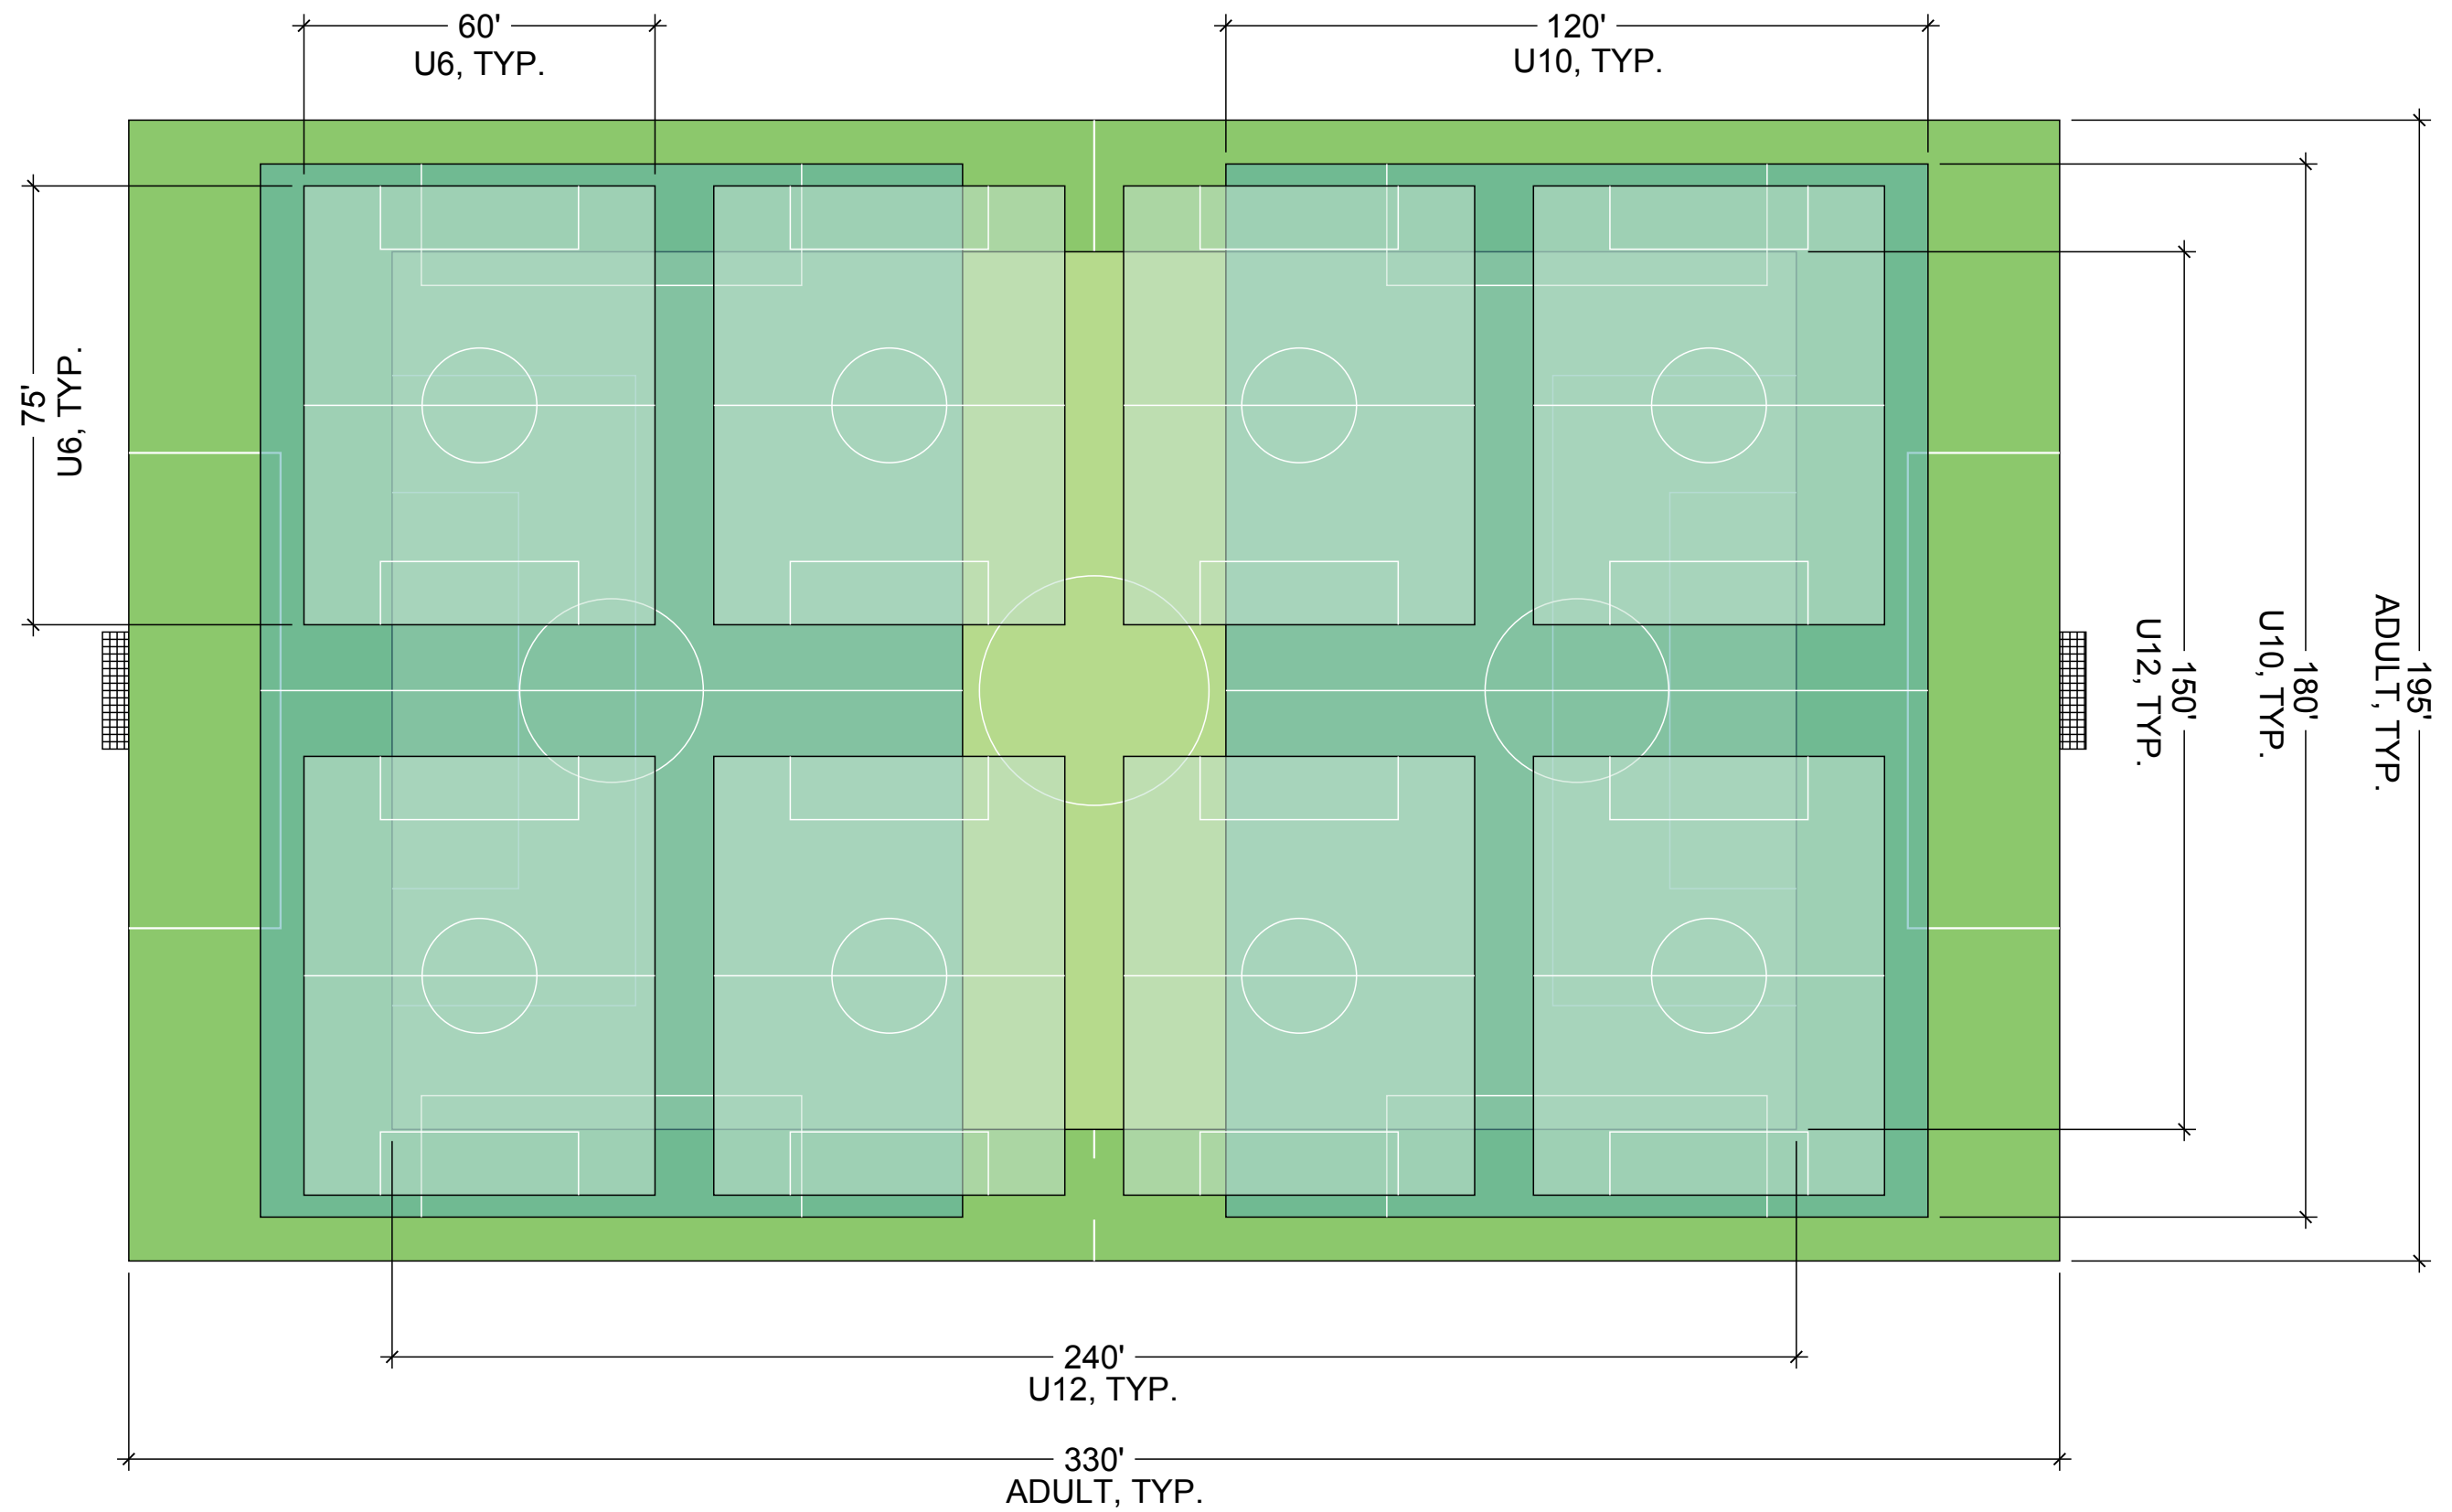 60'
U6, TYP.
120'
U10, TYP.
75'
U6, TYP.
150'
U12, TYP.
180'
U10, TYP.
195'
ADULT, TYP.
240'
U12, TYP.
330'
ADULT, TYP.